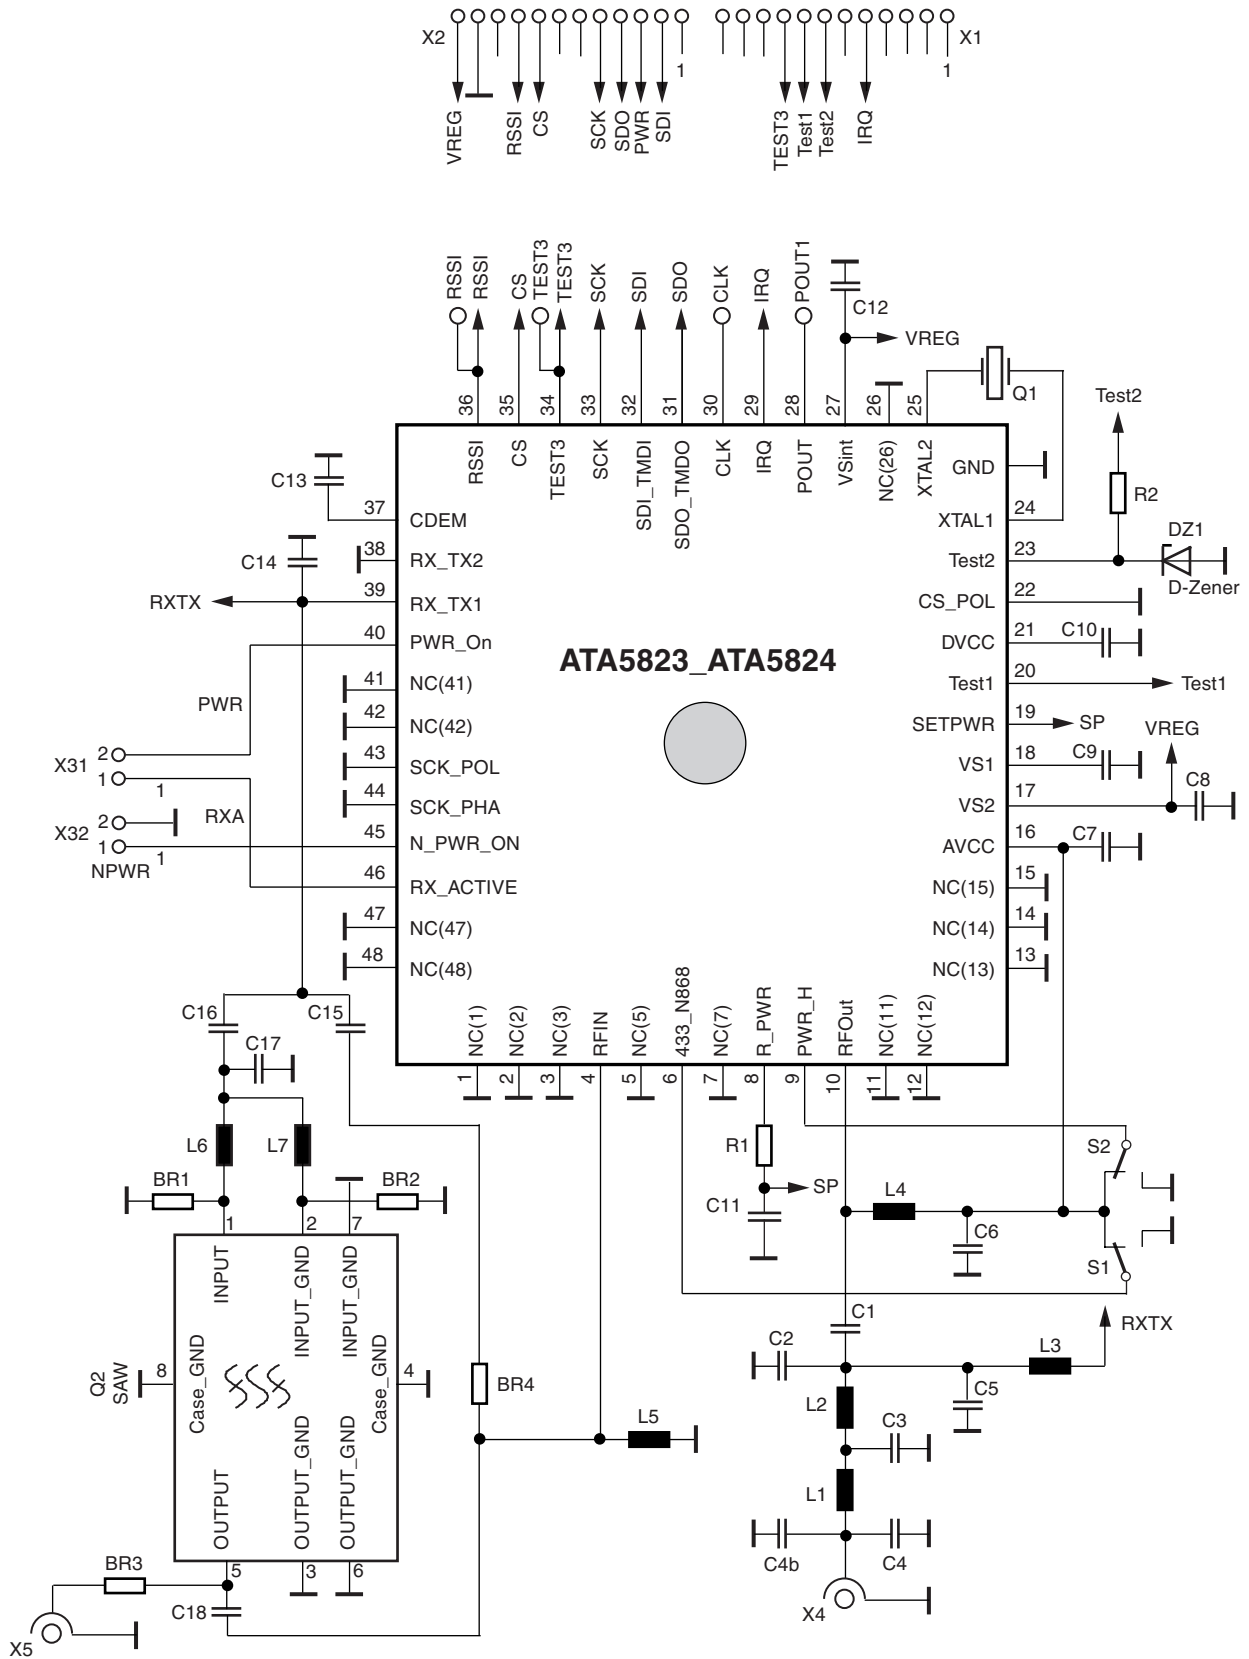 X2
X1
1
1
VREG
RSSI
CS
SCK
SDO
PWR
SDI
TEST3
Test1
Test2
IRQ
RSSI
RSSI
CS
TEST3
TEST3
SCK
SDI
SDO
CLK
IRQ
POUT1
C12
VREG
Q1
Test2
R2
DZ1
D-Zener
36
35
34
33
32
31
30
29
28
27
26
25
RSSI
CS
TEST3
SCK
SDI_TMDI
SDO_TMDO
CLK
IRQ
POUT
VSint
NC(26)
XTAL2
GND
C13
37
CDEM
24
XTAL1
C14
38
RX_TX2
23
Test2
RXTX
39
RX_TX1
22
CS_POL
40
PWR_On
21
DVCC
C10
ATA5823_ATA5824
41
NC(41)
20
Test1
Test1
PWR
42
NC(42)
19
SETPWR
SP
VREG
X31
2
1
1
43
SCK_POL
18
VS1
C9
C8
44
SCK_PHA
17
VS2
RXA
X32
2
1
1
NPWR
45
N_PWR_ON
16
AVCC
C7
46
RX_ACTIVE
15
NC(15)
47
NC(47)
14
NC(14)
48
NC(48)
13
NC(13)
NC(1)
NC(2)
NC(3)
RFIN
NC(5)
433_N868
NC(7)
R_PWR
PWR_H
RFOut
NC(11)
NC(12)
1
2
3
4
5
6
7
8
9
10
11
12
C16
C15
C17
L6
L7
BR1
BR2
R1
SP
C11
L4
C6
S2
S1
1
2
7
INPUT
INPUT_GND
INPUT_GND
Q2
SAW
8
Case_GND
Case_GND
4
OUTPUT
OUTPUT_GND
OUTPUT_GND
5
3
6
BR4
L5
BR3
C18
X5
C1
C2
RXTX
L3
L2
C5
C3
L1
C4b
C4
X4